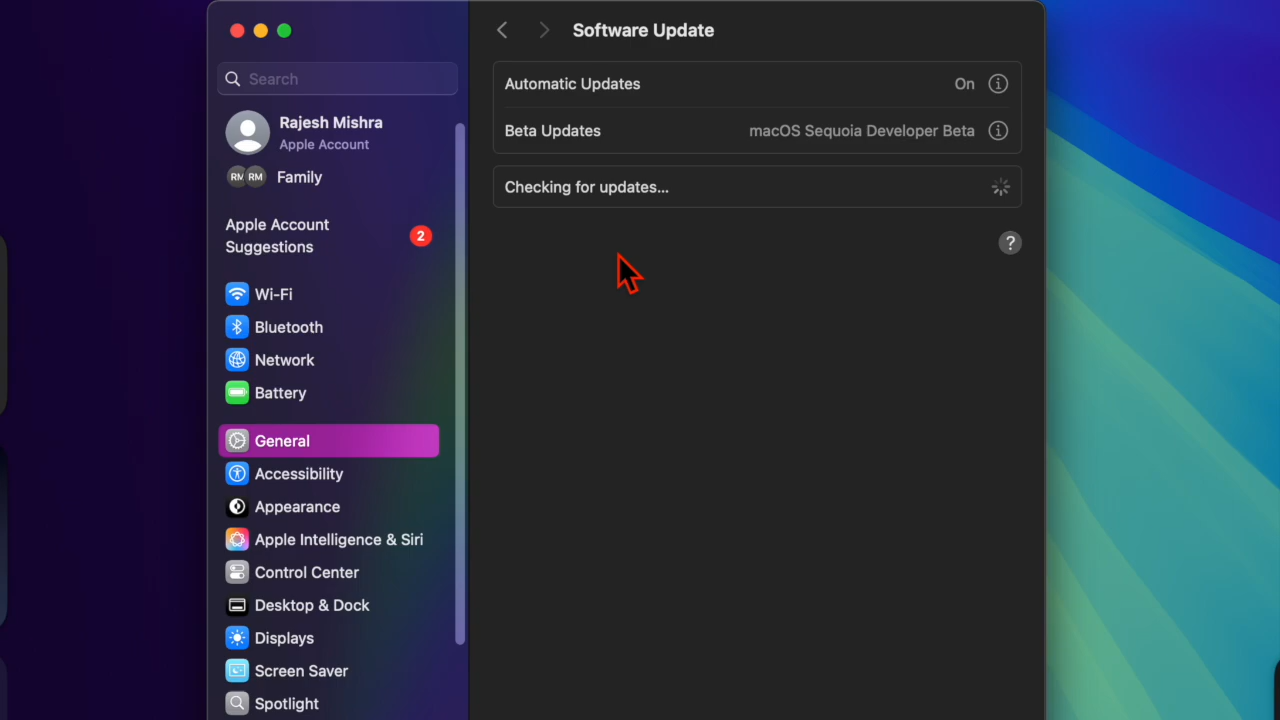 Software Update
Search
Rajesh Mishra
Apple Account
RM RM Family
Apple Account
Suggestions
2
Wi-Fi
Bluetooth
Network
Battery
General
Accessibility
Appearance
Apple Intelligence & Siri
Control Center
Desktop & Dock
Displays
Screen Saver
Spotlight
Automatic Updates On
Beta Updates macOS Sequoia Developer Beta
Checking for updates...
?